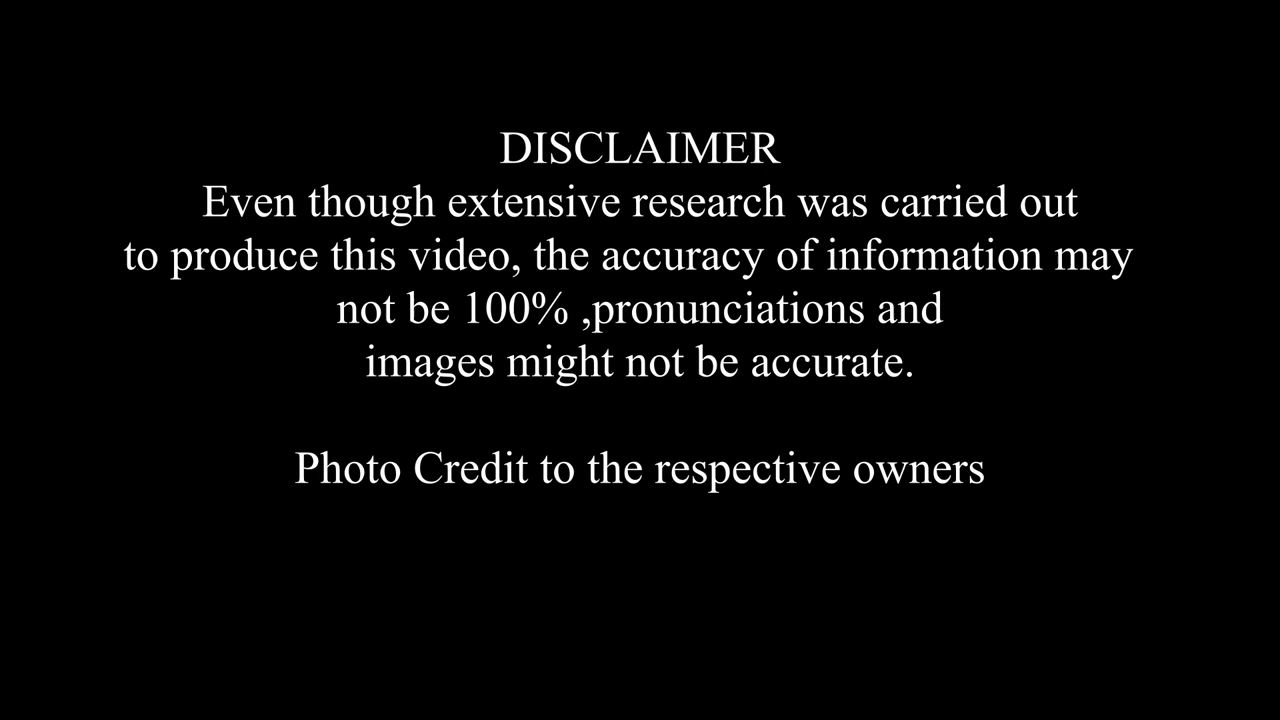 DISCLAIMER
Even though extensive research was carried out
to produce this video, the accuracy of information may
not be 100% ,pronunciations and
images might not be accurate.
Photo Credit to the respective owners